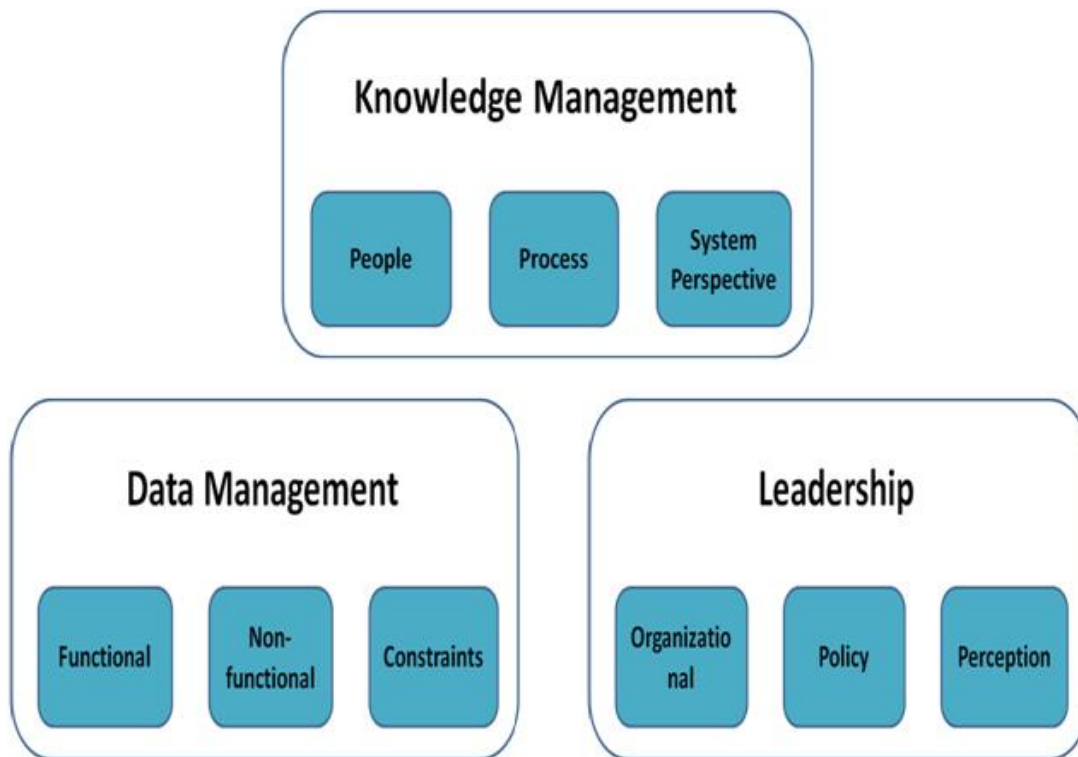 Knowledge Management
People
Process
System
Perspective
Data Management
Functional
Non-
functional
Constraints
Leadership
Organizatio
nal
Policy
Perception